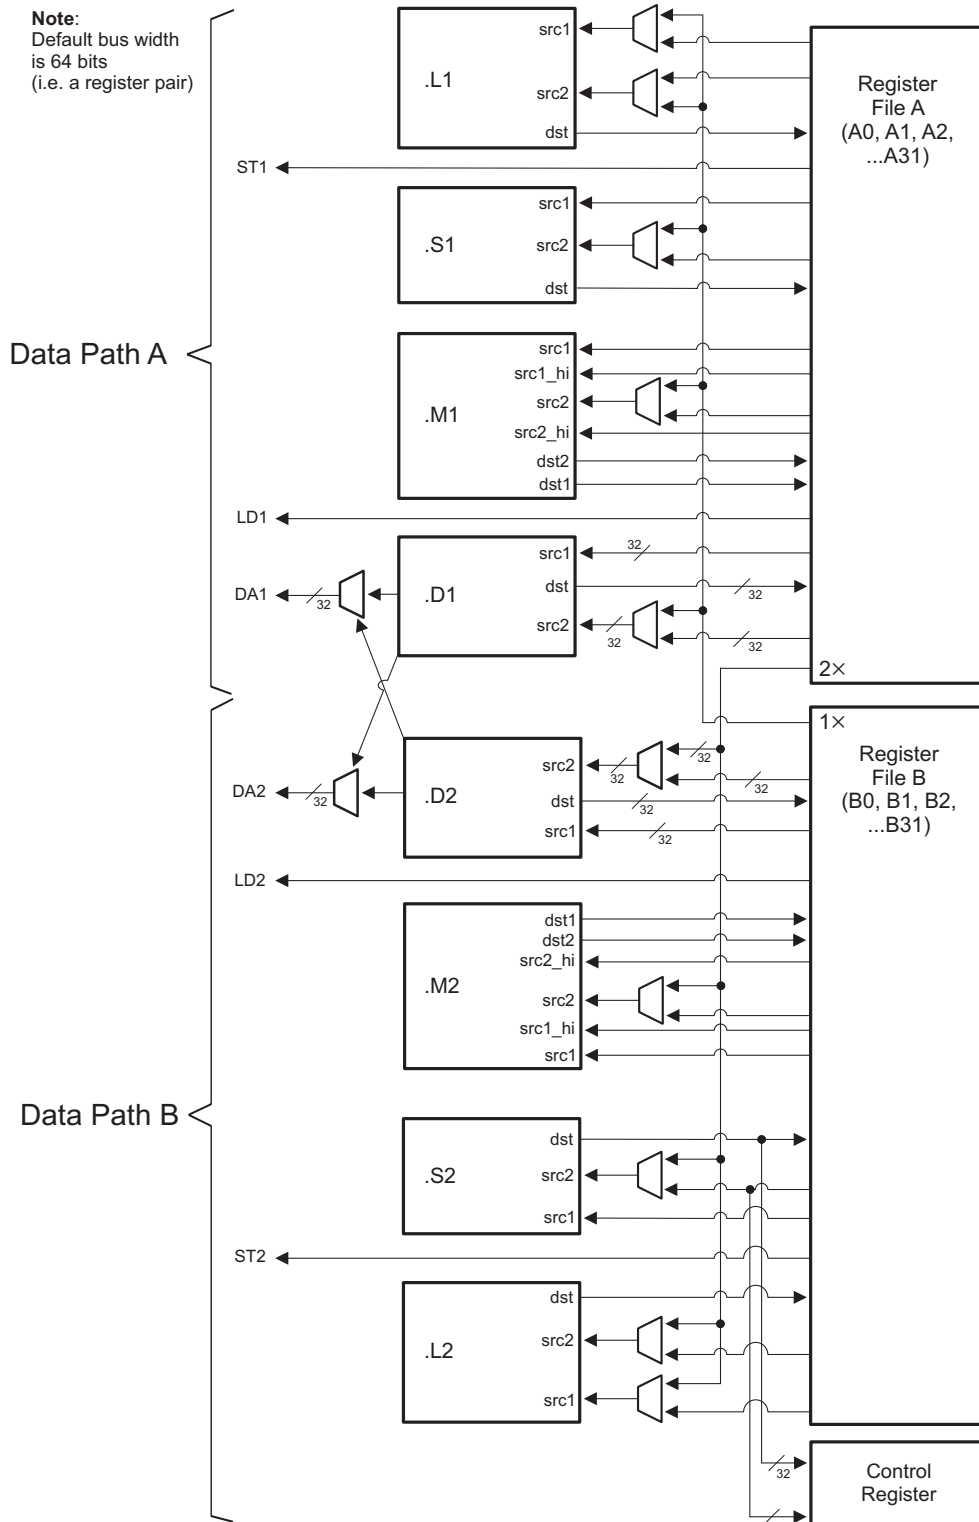 Note:
Default bus width
is 64 bits
(i.e. a register pair)
Data Path A
Data Path B
ST1
LD1
DA1
32
DA2
32
LD2
ST2
.L1
src1
src2
dst
.S1
src1
src2
dst
.M1
src1
src1_hi
src2
src2_hi
dst2
dst1
.D1
src1
32
dst
32
src2
32
32
.D2
src2
32
32
32
dst
32
src1
32
.M2
dst1
dst2
src2_hi
src2
src1_hi
src1
.S2
dst
src2
src1
.L2
dst
src2
src1
Register
File A
(A0, A1, A2,
...A31)
2×
1×
Register
File B
(B0, B1, B2,
...B31)
32
Control
Register